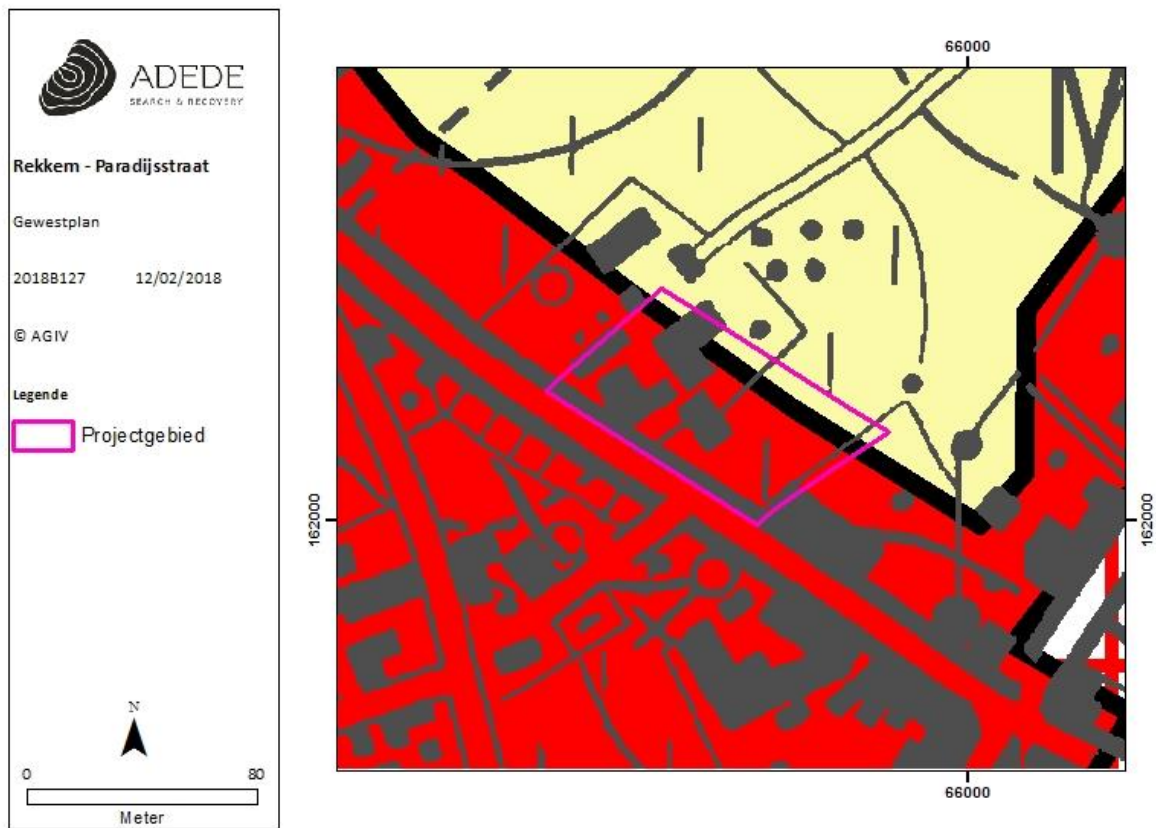 ADEDE
SEARCH & RECOVERY
Rekkem - Paradijsstraat
Gewestplan
2018B127 12/02/2018
© AGIV
Legende
Projectgebied
N
0 80
Meter
66000
162000
162000
66000